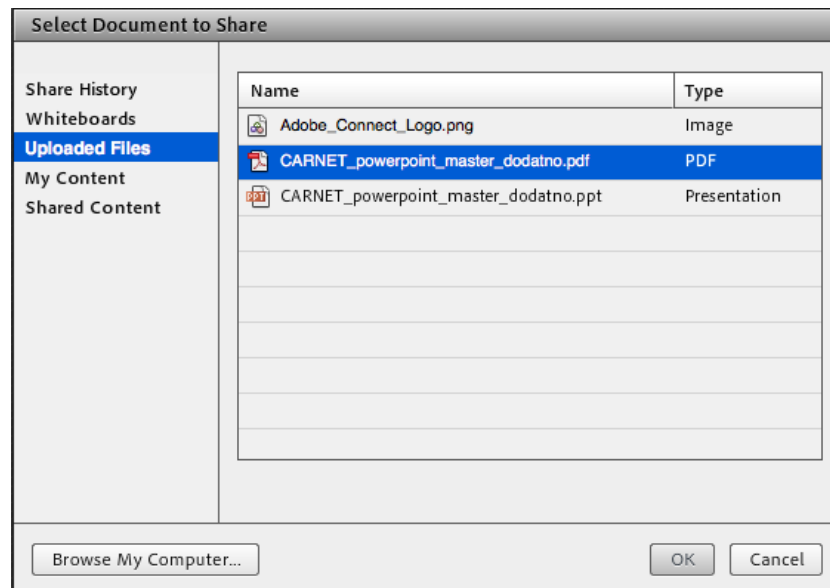 Select Document to Share
Share History
Whiteboards
Uploaded Files
My Content
Shared Content
Name Type
Adobe_Connect_Logo.png Image
CARNET_powerpoint_master_dodatno.pdf PDF
CARNET_powerpoint_master_dodatno.ppt Presentation
Browse My Computer... OK Cancel